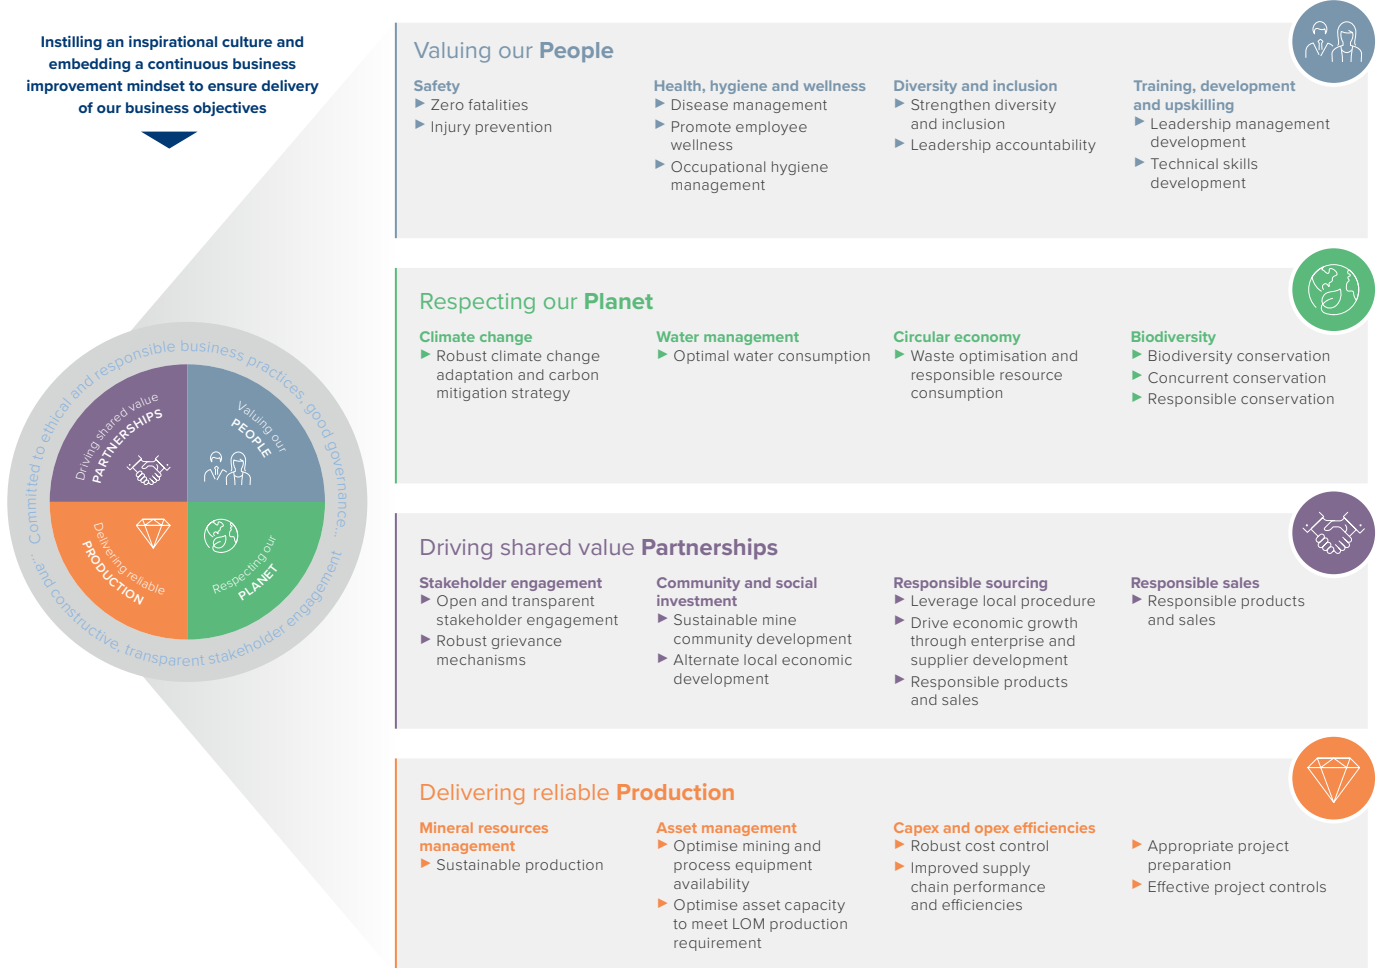 Instilling an inspirational culture and
embedding a continuous business
improvement mindset to ensure delivery
of our business objectives
Committed to ethical and responsible business practices, good governance...
...and constructive, transparent stakeholder engagement
Driving shared value
PARTNERSHIPS
Valuing our
PEOPLE
Delivering reliable
PRODUCTION
Respecting our
PLANET
Valuing our People
Safety
Zero fatalities
Injury prevention
Health, hygiene and wellness
Disease management
Promote employee
wellness
Occupational hygiene
management
Diversity and inclusion
Strengthen diversity
and inclusion
Leadership accountability
Training, development
and upskilling
Leadership management
development
Technical skills
development
Respecting our Planet
Climate change
Robust climate change
adaptation and carbon
mitigation strategy
Water management
Optimal water consumption
Circular economy
Waste optimisation and
responsible resource
consumption
Biodiversity
Biodiversity conservation
Concurrent conservation
Responsible conservation
Driving shared value Partnerships
Stakeholder engagement
Open and transparent
stakeholder engagement
Robust grievance
mechanisms
Community and social
investment
Sustainable mine
community development
Alternate local economic
development
Responsible sourcing
Leverage local procedure
Drive economic growth
through enterprise and
supplier development
Responsible products
and sales
Responsible sales
Responsible products
and sales
Delivering reliable Production
Mineral resources
management
Sustainable production
Asset management
Optimise mining and
process equipment
availability
Optimise asset capacity
to meet LOM production
requirement
Capex and opex efficiencies
Robust cost control
Improved supply
chain performance
and efficiencies
Appropriate project
preparation
Effective project controls